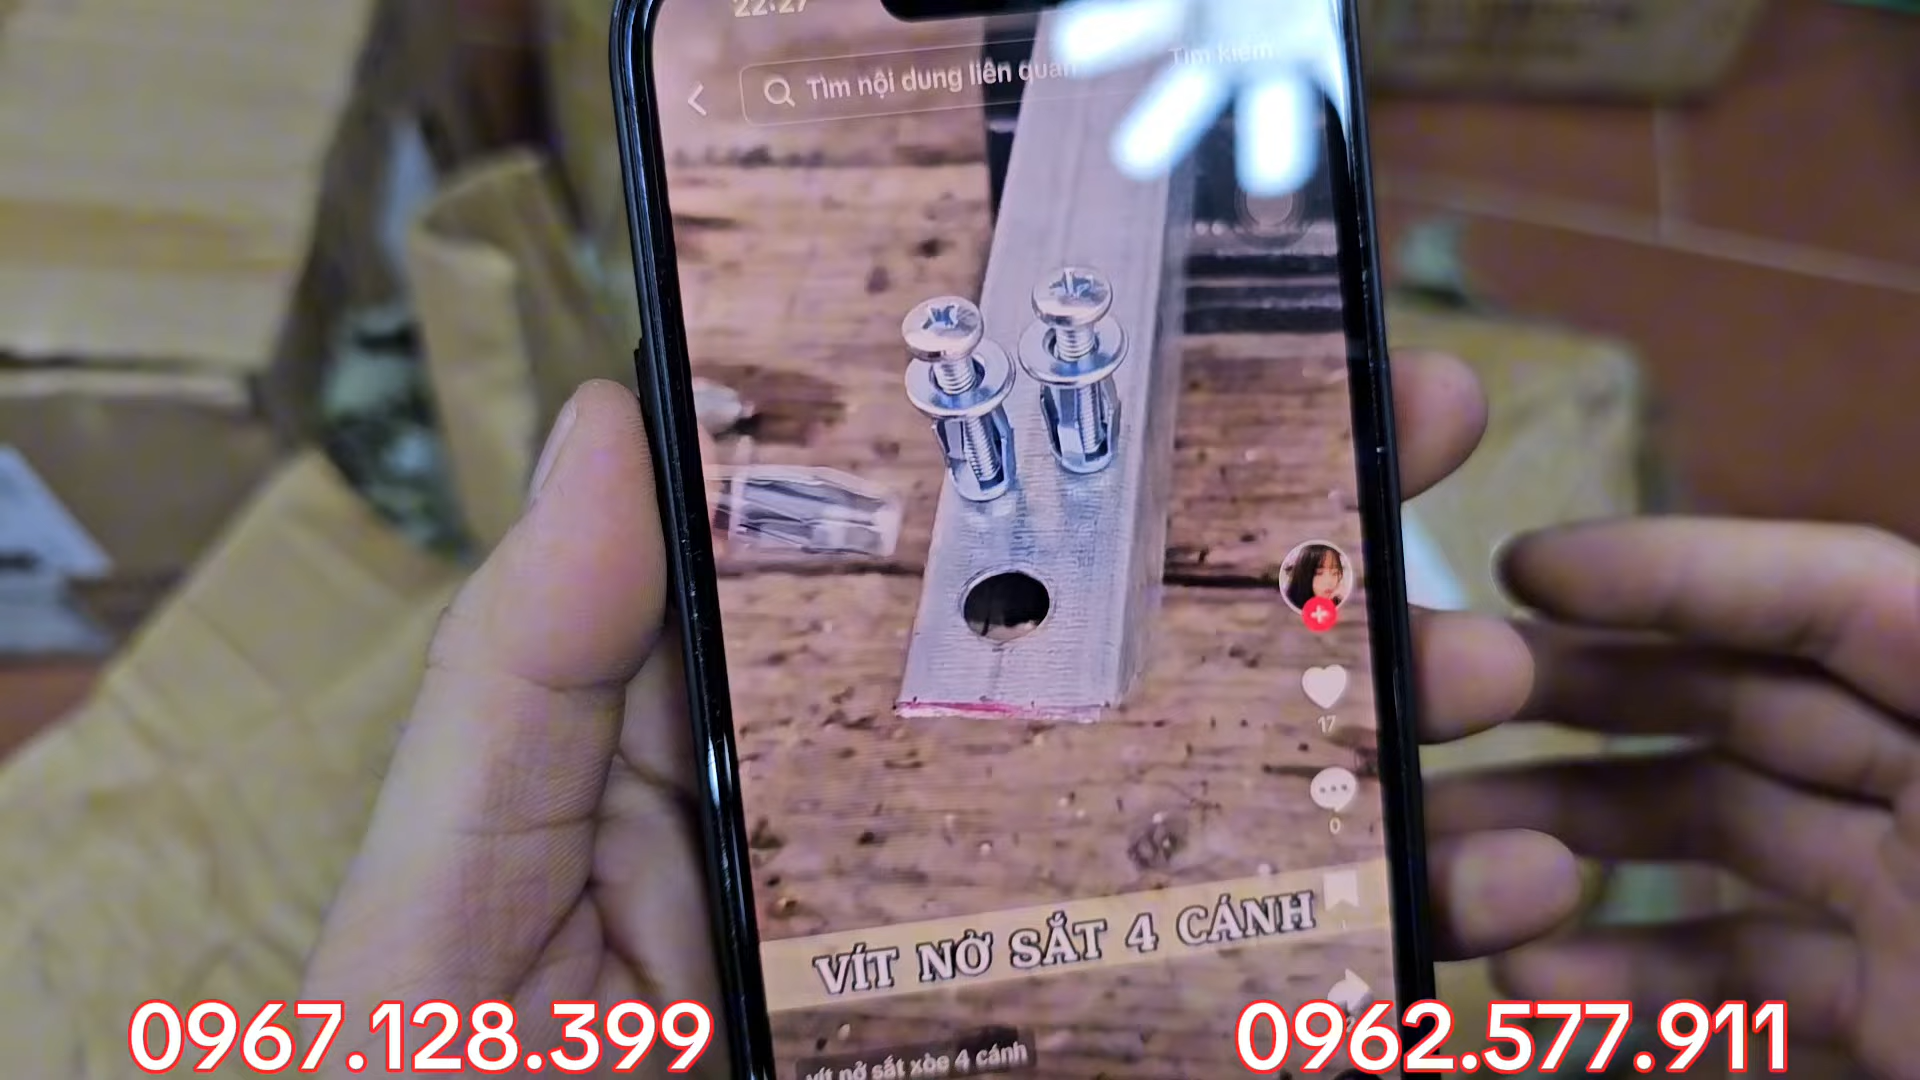 22:27
Tìm nội dung liên quan
Tìm kiếm
17
0
VÍT NỞ SẮT 4 CÁNH
vít nở sắt xòe 4 cánh
0967.128.399
0962.577.911